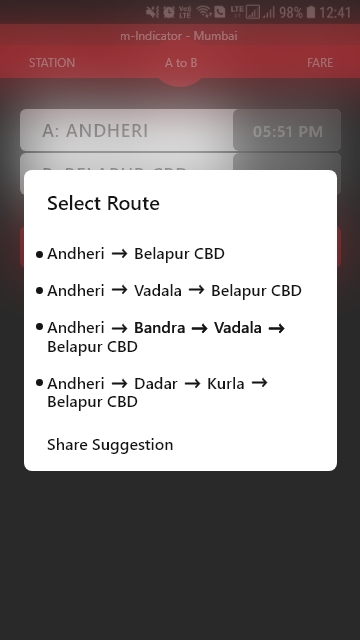 98% 12:41
m-Indicator - Mumbai
STATION A to B FARE
A: ANDHERI 05:51 PM
B: BELAPUR CBD
Select Route
Andheri → Belapur CBD
Andheri → Vadala → Belapur CBD
Andheri → Bandra → Vadala →
Belapur CBD
Andheri → Dadar → Kurla →
Belapur CBD
Share Suggestion